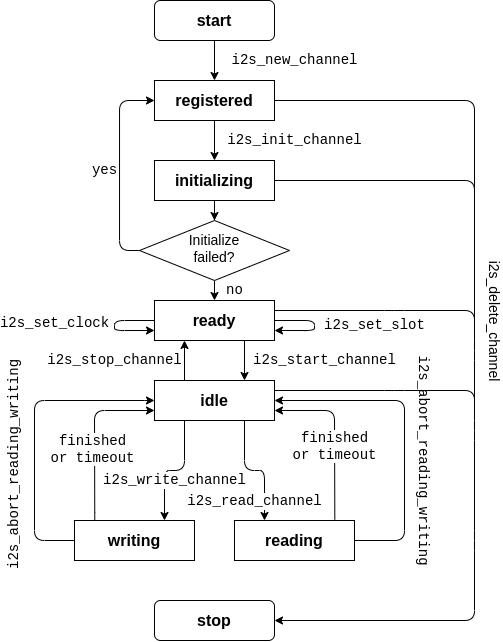 start
i2s_new_channel
registered
i2s_init_channel
yes
initializing
Initialize
failed?
no
i2s_delete_channel
ready
i2s_set_clock
i2s_set_slot
i2s_stop_channel
i2s_start_channel
idle
i2s_abort_reading_writing
finished
or timeout
finished
or timeout
i2s_abort_reading_writing
i2s_write_channel
i2s_read_channel
writing
reading
stop